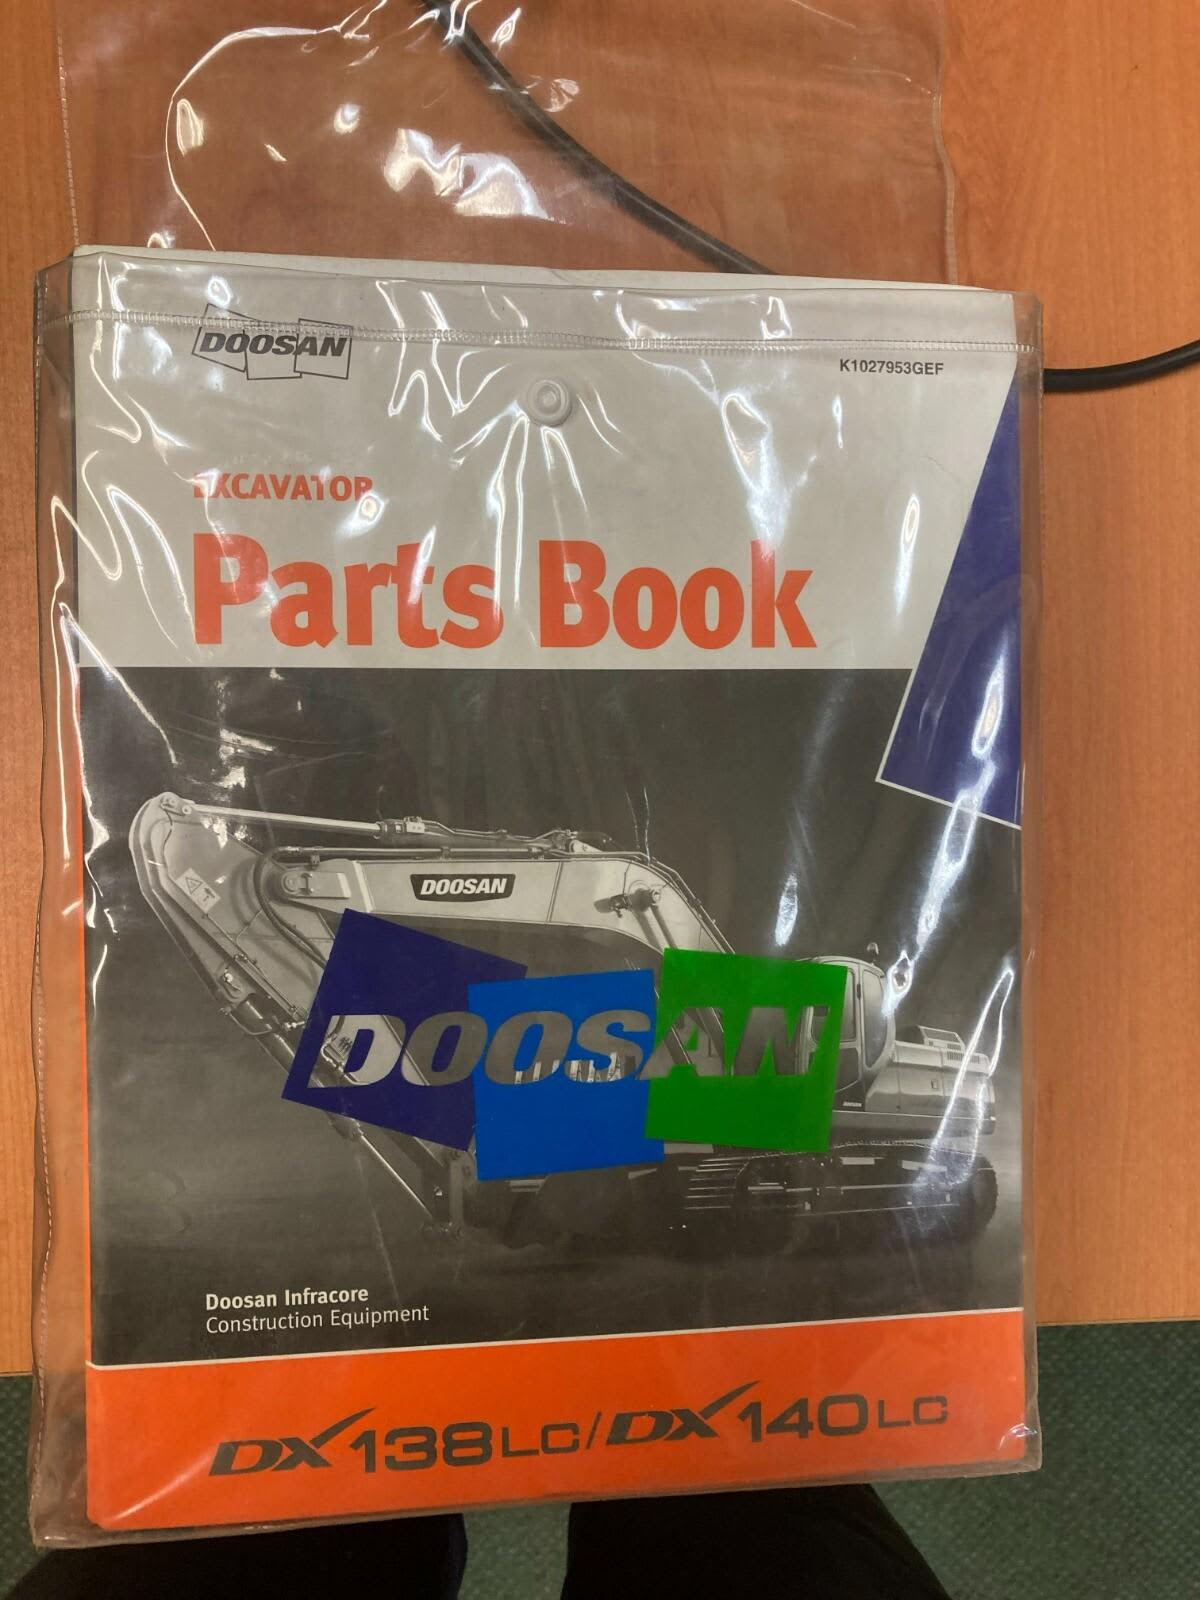 DOOSAN
K1027953GEF
EXCAVATOR
Parts Book
DOOSAN
DOOSAN
Doosan Infracore
Construction Equipment
DX138LC/DX140LC